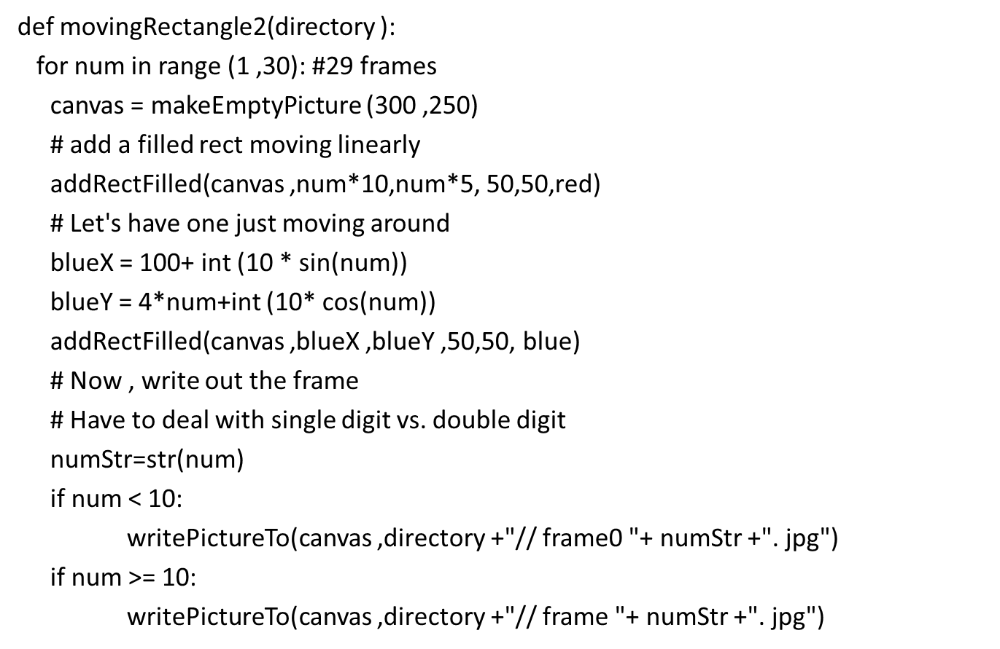 def movingRectangle2(directory ):
for num in range (1 ,30): #29 frames
canvas = makeEmptyPicture (300 ,250)
# add a filled rect moving linearly
addRectFilled(canvas ,num*10,num*5, 50,50,red)
# Let's have one just moving around
blueX = 100+ int (10 * sin(num))
blueY = 4*num+int (10* cos(num))
addRectFilled(canvas ,blueX ,blueY ,50,50, blue)
# Now , write out the frame
# Have to deal with single digit vs. double digit
numStr=str(num)
if num < 10:
writePictureTo(canvas ,directory +"// frame0 "+ numStr +". jpg")
if num >= 10:
writePictureTo(canvas ,directory +"// frame "+ numStr +". jpg")